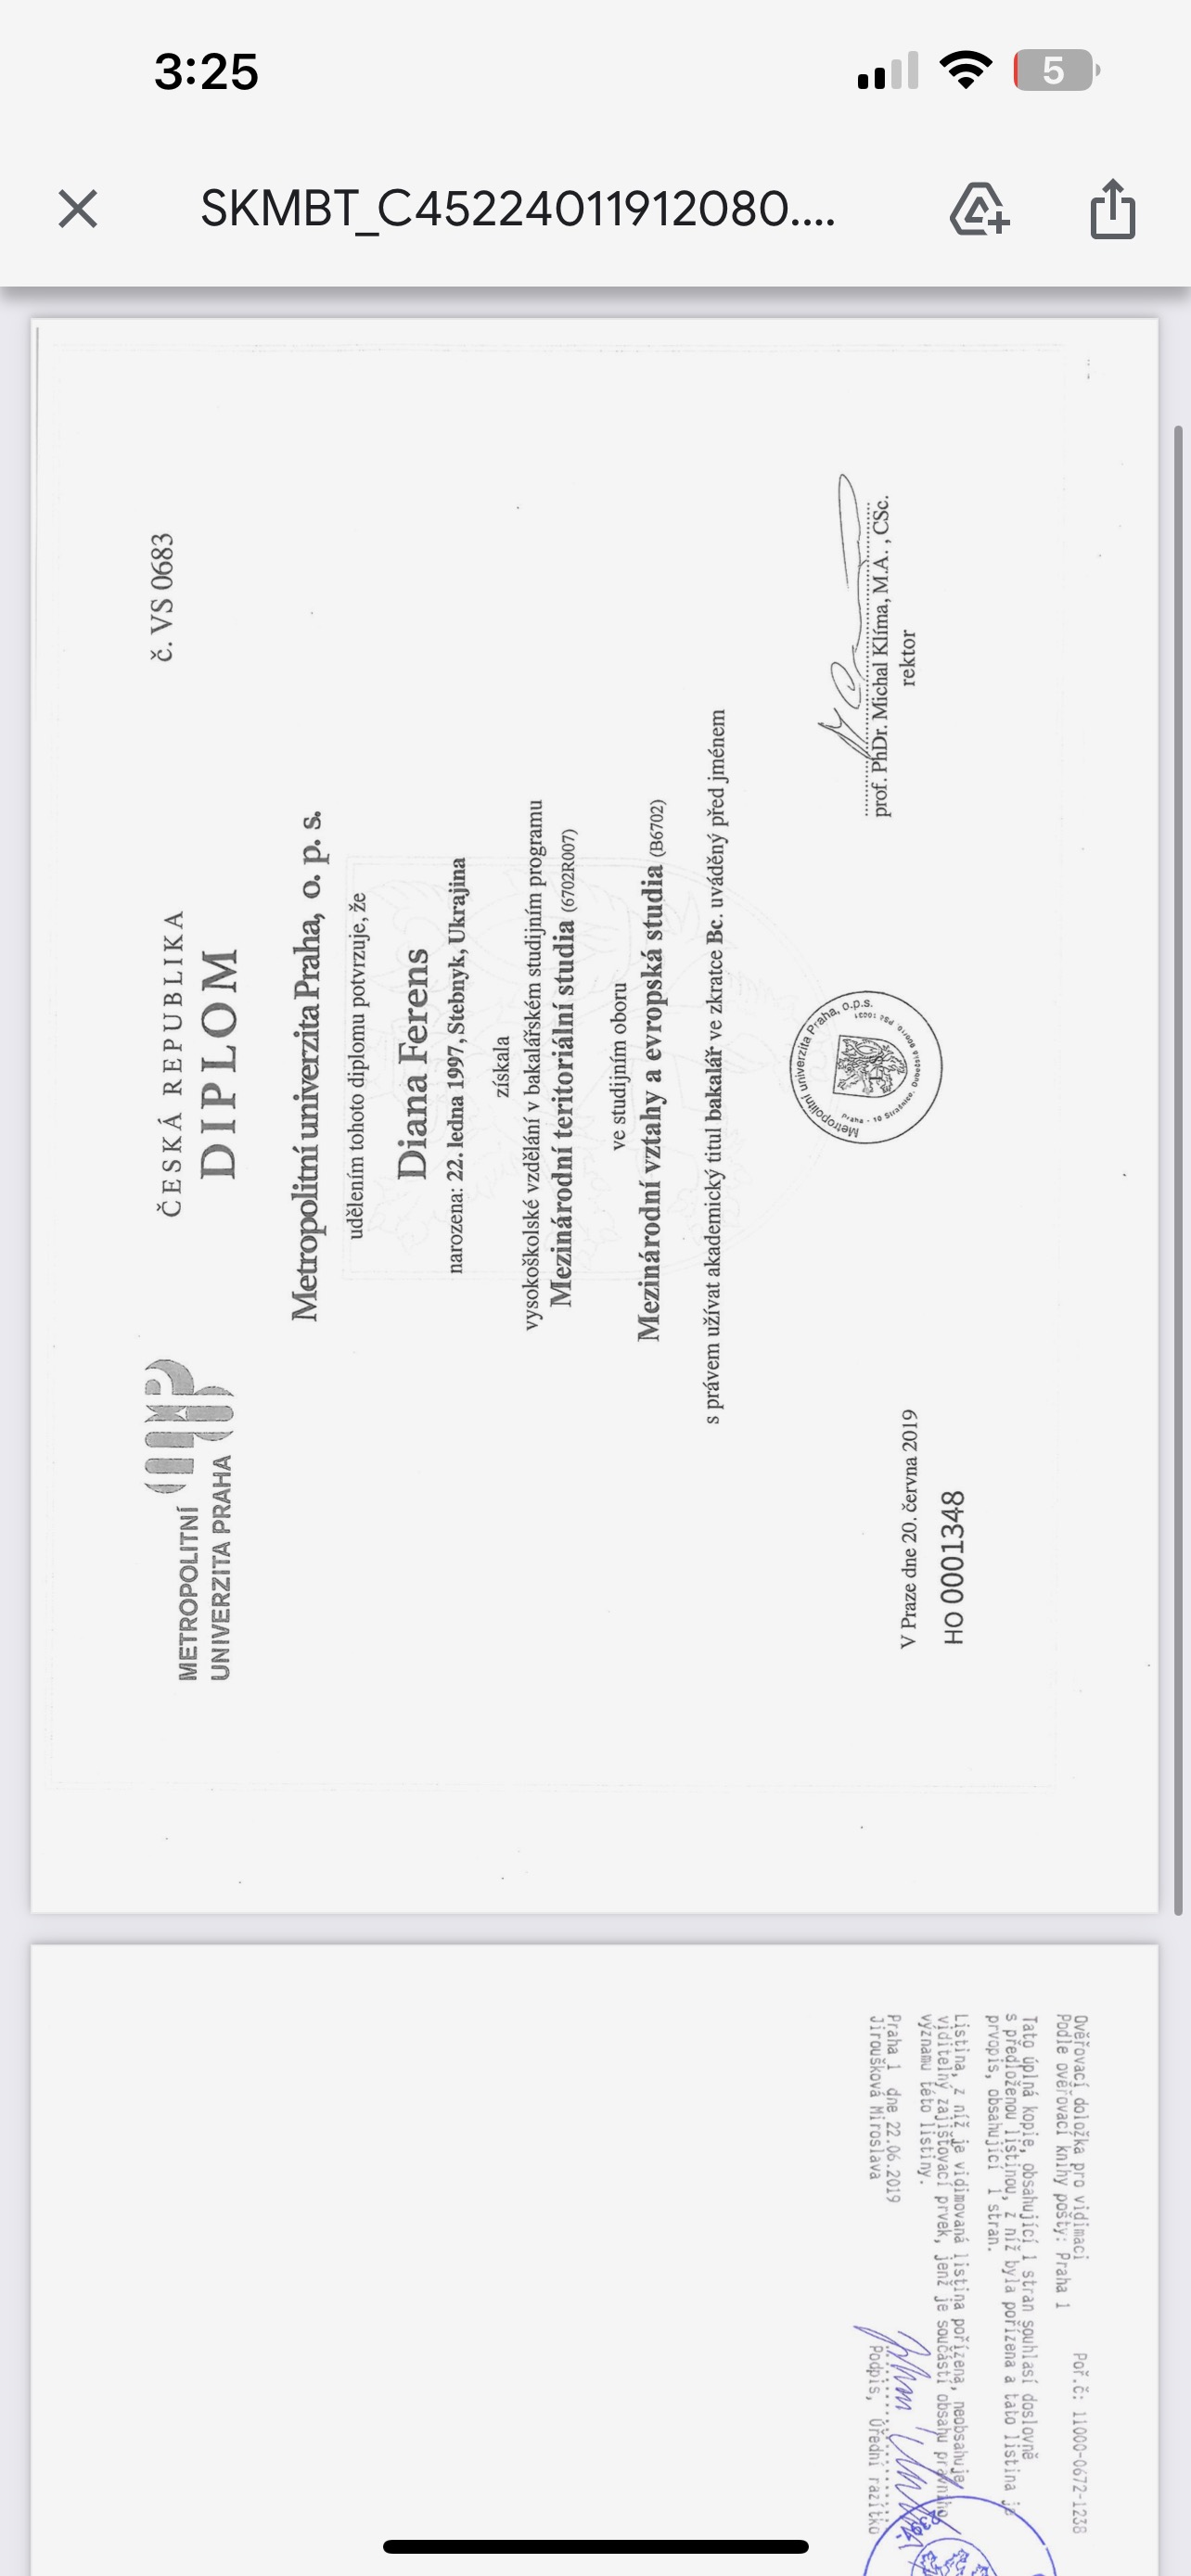 3:25
5
SKMBT_C45224011912080....
METROPOLITNÍ
UNIVERZITA PRAHA
ČESKÁ REPUBLIKA
č. VS 0683
DIPLOM
Metropolitní univerzita Praha, o. p. s.
udělením tohoto diplomu potvrzuje, že
Diana Ferens
narozena: 22. ledna 1997, Stebnyk, Ukrajina
získala
vysokoškolské vzdělání v bakalářském studijním programu
Mezinárodní teritoriální studia (6702R007)
ve studijním oboru
Mezinárodní vztahy a evropská studia (B6702)
s právem užívat akademický titul bakalář ve zkratce Bc. uváděný před jménem
Metropolitní univerzita Praha, o.p.s.
Praha - 10 Strašnice, Dubečská 900/10, PSČ 10031
prof. PhDr. Michal Klíma, M.A. , CSc.
rektor
V Praze dne 20. června 2019
HO 0001348
Ověřovací doložka pro vidimaci Poř.č: 11000-0672-1238
Podle ověřovací knihy pošty: Praha 1
Tato úplná kopie, obsahující 1 stran souhlasí doslovně
s předloženou listinou, z níž byla pořízena a tato listina je
prvopis, obsahující 1 stran.
Listina, z níž je vidimovaná listina pořízena, neobsahuje
viditelný zajišťovací prvek, jenž je součástí obsahu právního
významu této listiny.
Praha 1 dne 22.06.2019
Jiroušková Miroslava
Podpis, úřední razítko